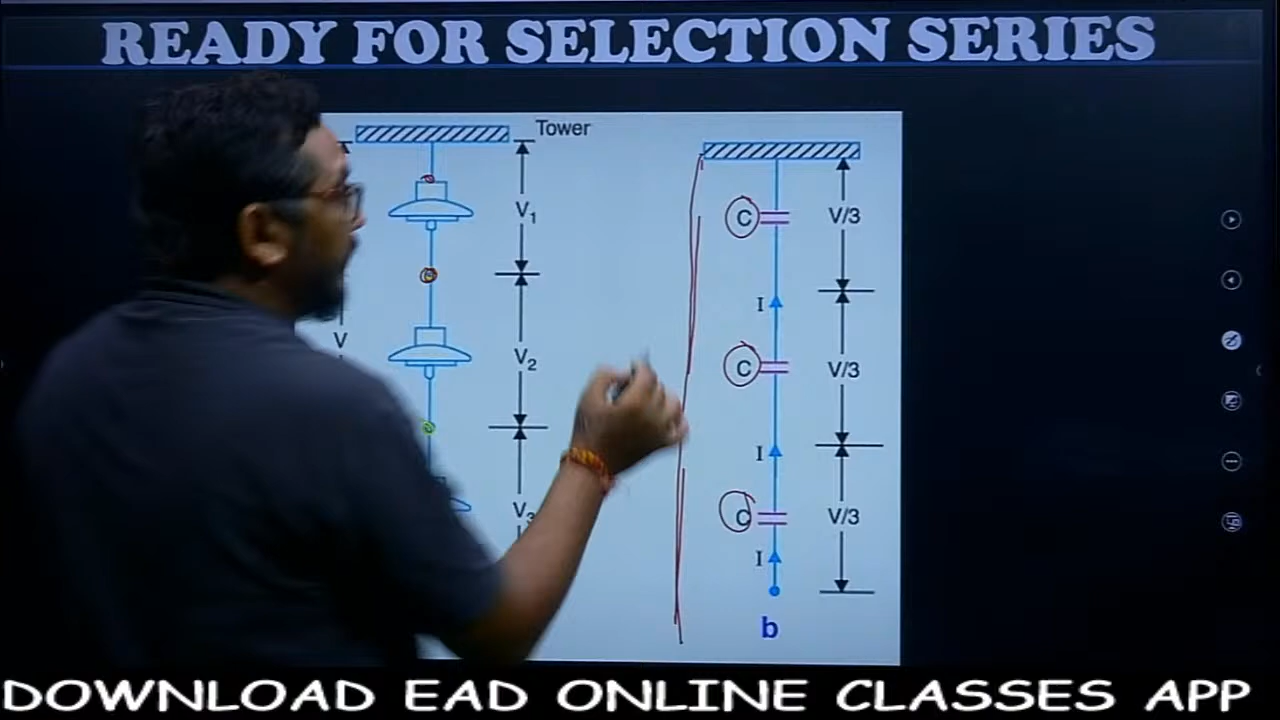 READY FOR SELECTION SERIES
Tower
V₁
V
V₂
V₃
C V/3
I
C V/3
I
C V/3
I
b
DOWNLOAD EAD ONLINE CLASSES APP